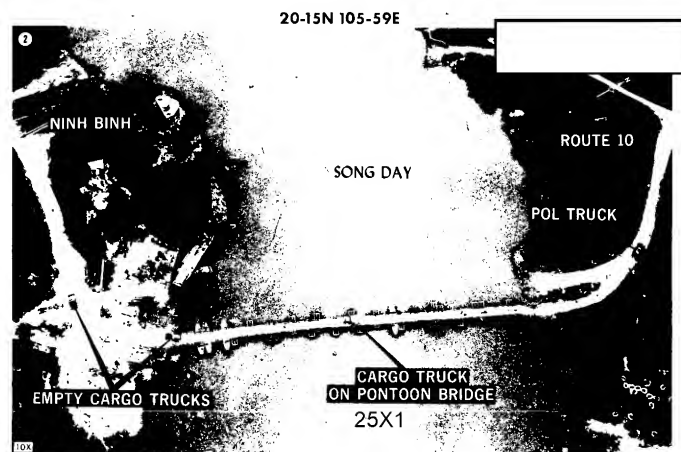 20-15N 105-59E
2
NINH BINH
ROUTE 10
SONG DAY
POL TRUCK
EMPTY CARGO TRUCKS
CARGO TRUCK
ON PONTOON BRIDGE
25X1
10X